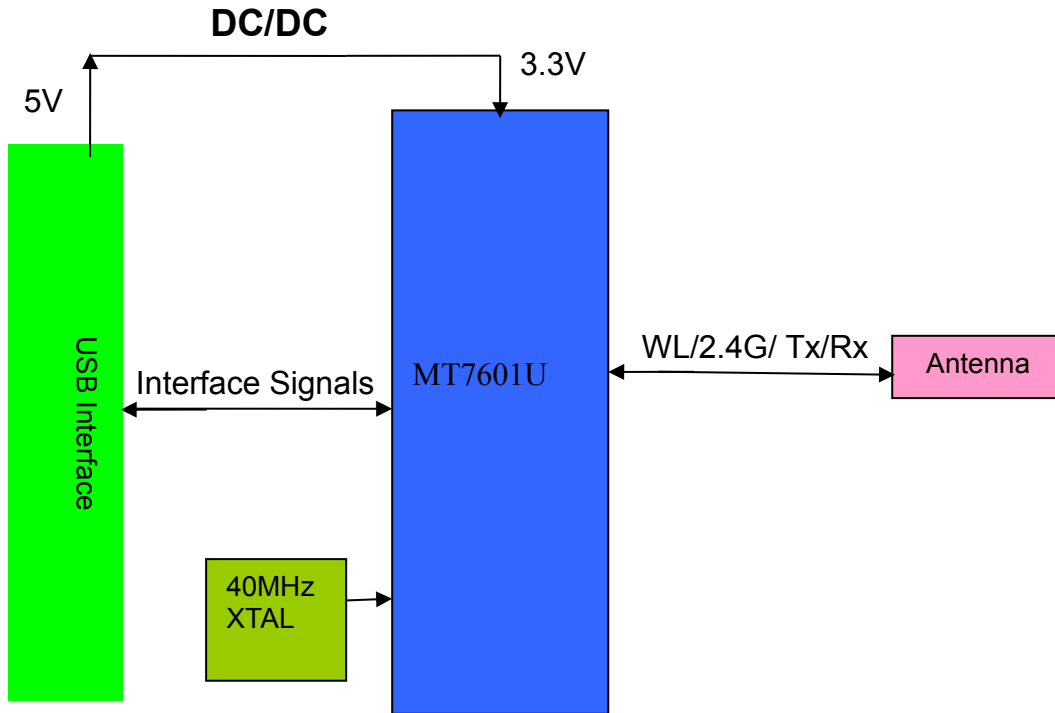 DC/DC
5V
3.3V
USB Interface
Interface Signals
MT7601U
WL/2.4G/ Tx/Rx
Antenna
40MHz
XTAL